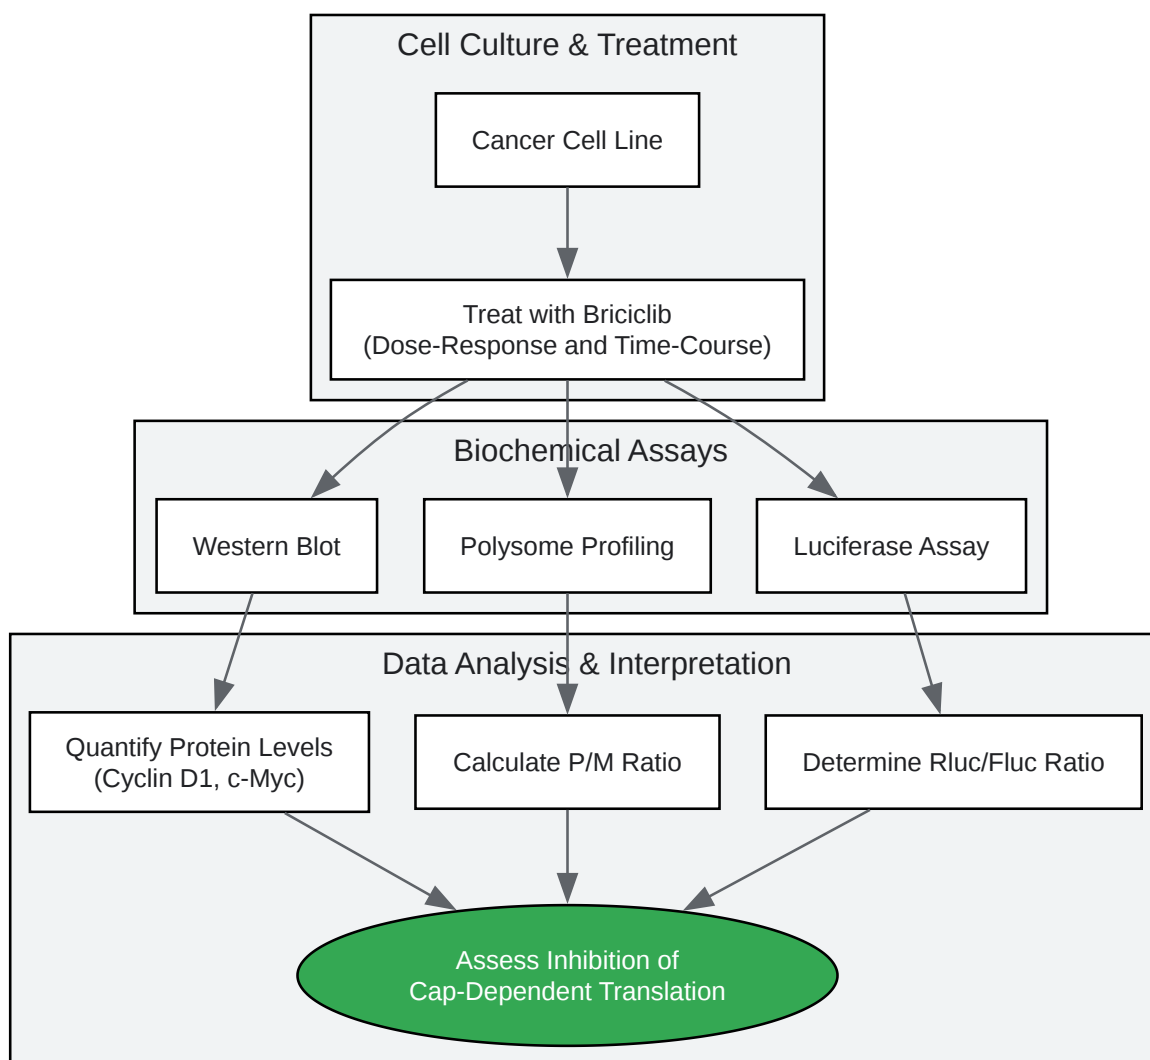 Cell Culture & Treatment
Cancer Cell Line
Treat with Briciclib
(Dose-Response and Time-Course)
Biochemical Assays
Western Blot
Polysome Profiling
Luciferase Assay
Data Analysis & Interpretation
Quantify Protein Levels
(Cyclin D1, c-Myc)
Calculate P/M Ratio
Determine Rluc/Fluc Ratio
Assess Inhibition of
Cap-Dependent Translation